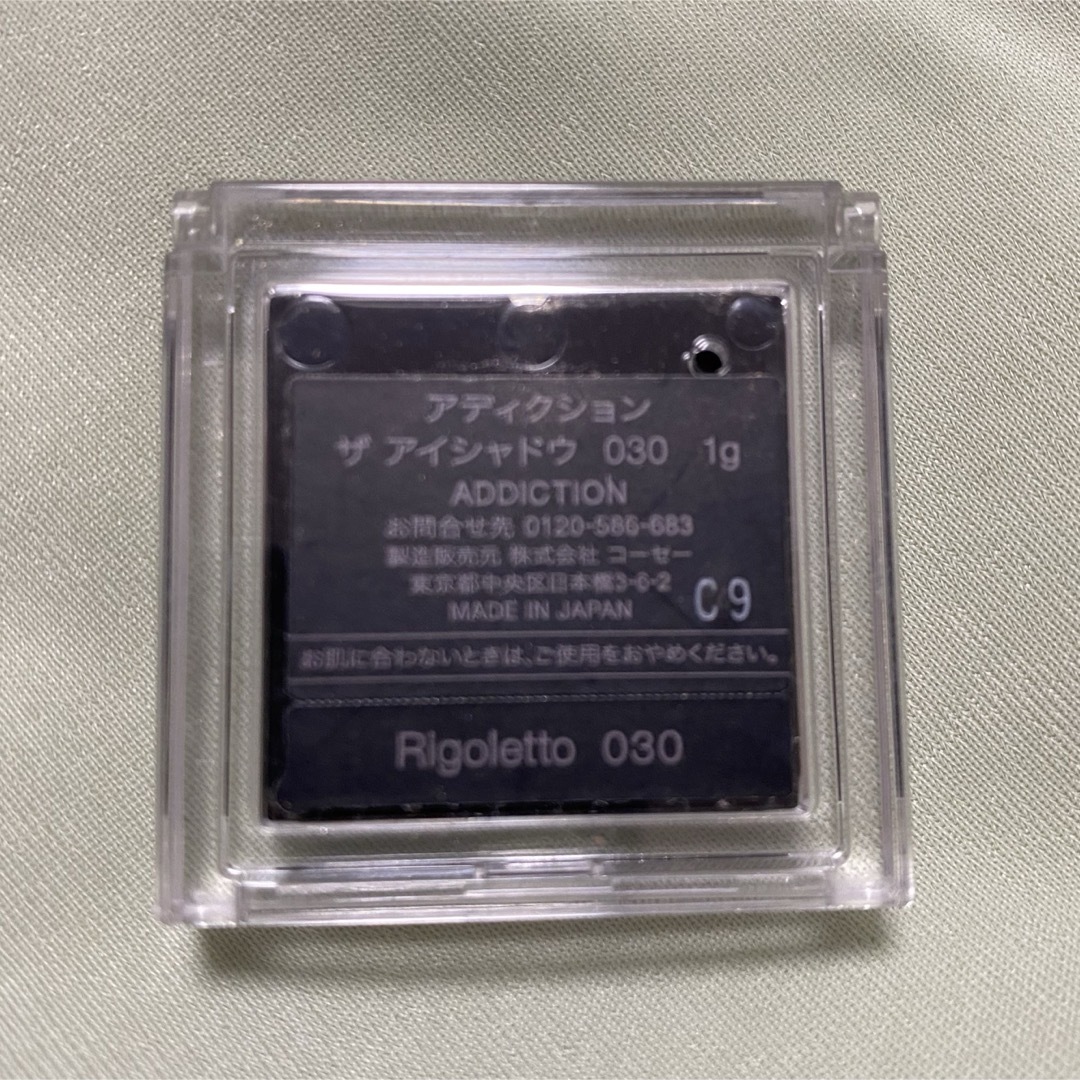 アディクション
ザ アイシャドウ 030 1g
ADDICTION
お問合せ先 0120-586-683
製造販売元 株式会社 コーセー
東京都中央区日本橋3-6-2
MADE IN JAPAN
C9
お肌に合わないときは、ご使用をおやめください。
Rigoletto 030